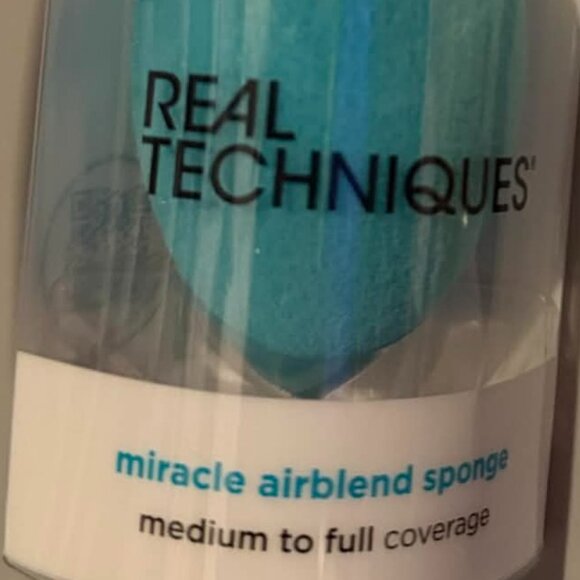 REAL
TECHNIQUES
miracle airblend sponge
medium to full coverage